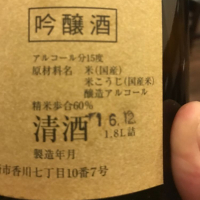 吟醸酒
アルコール分15度
原材料名 米(国産)
米こうじ(国産米)
醸造アルコール
精米歩合60%
清酒
16.12
1.8L詰
製造年月
市香川七丁目10番7号